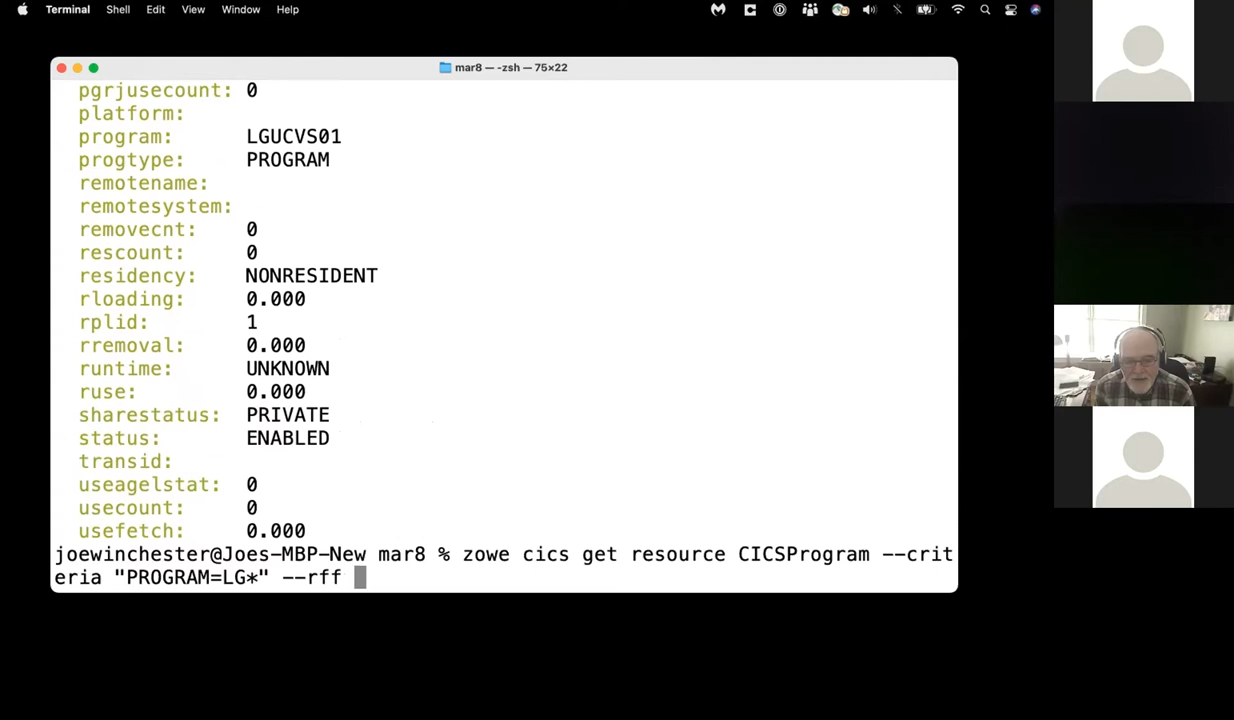 Terminal Shell Edit View Window Help
mar8 — -zsh — 75×22
pgrjusecount: 0
platform:
program: LGUCVS01
progtype: PROGRAM
remotename:
remotesystem:
removecnt: 0
rescount: 0
residency: NONRESIDENT
rloading: 0.000
rplid: 1
rremoval: 0.000
runtime: UNKNOWN
ruse: 0.000
sharestatus: PRIVATE
status: ENABLED
transid:
useagelstat: 0
usecount: 0
usefetch: 0.000
joewinchester@Joes-MBP-New mar8 % zowe cics get resource CICSProgram --crit
eria "PROGRAM=LG*" --rff